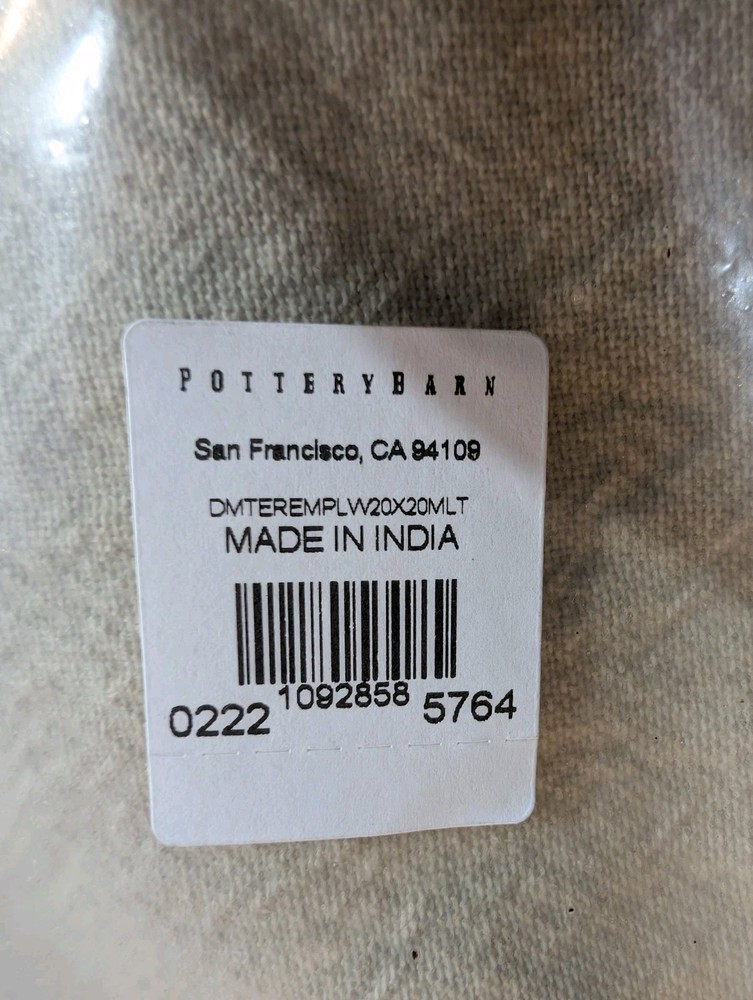 POTTERYBARN
San Francisco, CA 94109
DMTEREMPLW20X20MLT
MADE IN INDIA
0222 1092858 5764